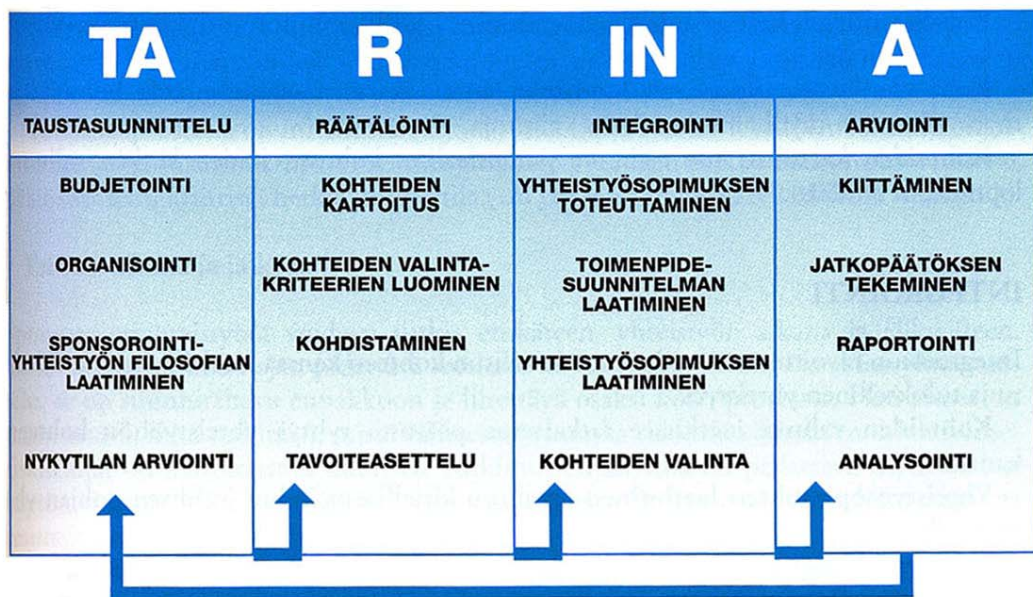 TA R IN A
TAUSTASUUNNITTELU RÄÄTÄLÖINTI INTEGROINTI ARVIOINTI
BUDJETOINTI
ORGANISOINTI
SPONSOROINTI-
YHTEISTYÖN FILOSOFIAN
LAATIMINEN
NYKYTILAN ARVIOINTI
KOHTEIDEN
KARTOITUS
KOHTEIDEN VALINTA-
KRITEERIEN LUOMINEN
KOHDISTAMINEN
TAVOITEASETTELU
YHTEISTYÖSOPIMUKSEN
TOTEUTTAMINEN
TOIMENPIDE-
SUUNNITELMAN
LAATIMINEN
YHTEISTYÖSOPIMUKSEN
LAATIMINEN
KOHTEIDEN VALINTA
KIITTÄMINEN
JATKOPÄÄTÖKSEN
TEKEMINEN
RAPORTOINTI
ANALYSOINTI